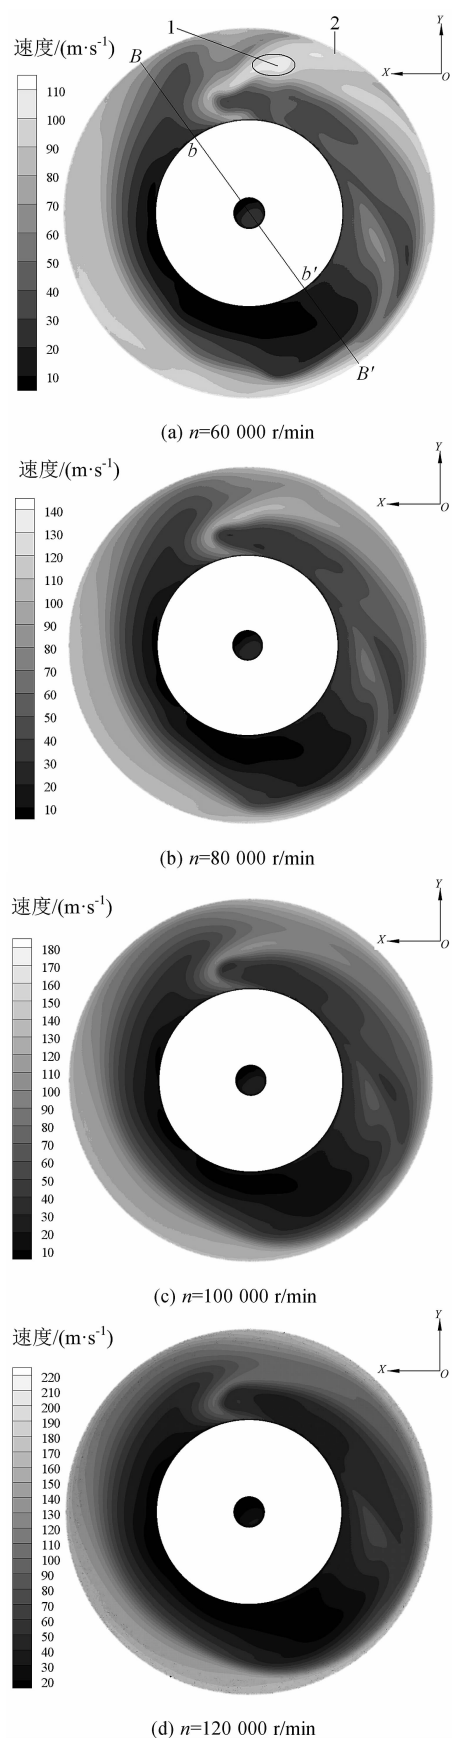 1
2
速度/(m·s-1)
B
Y
X
O
110
100
90
80
70
60
50
40
30
20
10
b
b'
B'
(a) n=60 000 r/min
速度/(m·s-1)
Y
X
O
140
130
120
110
100
90
80
70
60
50
40
30
20
10
(b) n=80 000 r/min
速度/(m·s-1)
Y
X
O
180
170
160
150
140
130
120
110
100
90
80
70
60
50
40
30
20
10
(c) n=100 000 r/min
速度/(m·s-1)
Y
X
O
220
210
200
190
180
170
160
150
140
130
120
110
100
90
80
70
60
50
40
30
20
(d) n=120 000 r/min